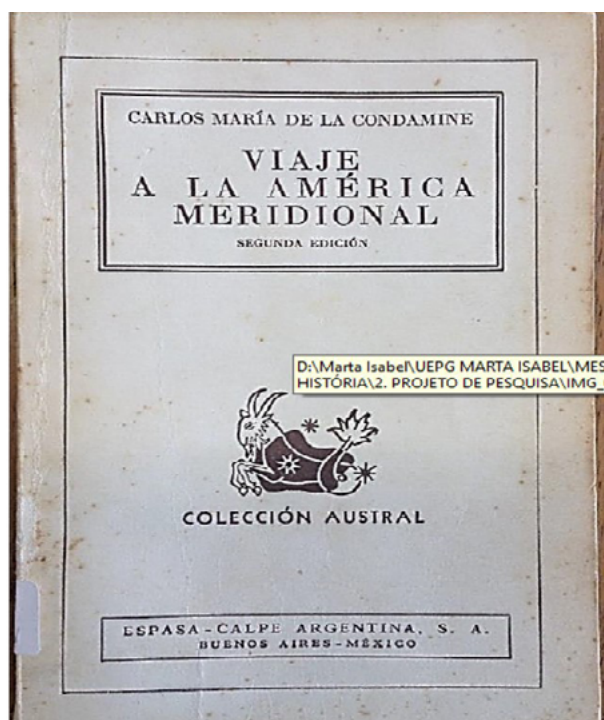 CARLOS MARÍA DE LA CONDAMINE
VIAJE
A LA AMÉRICA
MERIDIONAL
SEGUNDA EDICIÓN
D:\Marta Isabel\UEPG MARTA ISABEL\MES
HISTÓRIA\2. PROJETO DE PESQUISA\IMG_
COLECCIÓN AUSTRAL
ESPASA-CALPE ARGENTINA, S. A.
BUENOS AIRES-MÉXICO